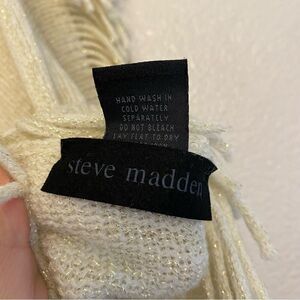 HAND WASH IN
COLD WATER
SEPARATELY
DO NOT BLEACH
LAY FLAT TO DRY
steve madden